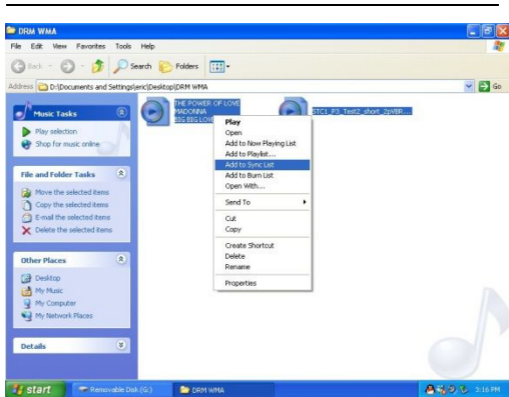 DRM WMA
File Edit View Favorites Tools Help
Back Search Folders
Address D:\Documents and Settings\eric\Desktop\DRM WMA Go
Music Tasks
Play selection
Shop for music online
File and Folder Tasks
Move the selected items
Copy the selected items
E-mail the selected items
Delete the selected items
Other Places
Desktop
My Music
My Computer
My Network Places
Details
THE POWER OF LOVE
MADONNA
BIG BIG LOVE
Play
Open
Add to Now Playing List
Add to Playlist...
Add to Sync List
Add to Burn List
Open With...
Send To
Cut
Copy
Create Shortcut
Delete
Rename
Properties
start Removable Disk (G:) DRM WMA 3:16 PM